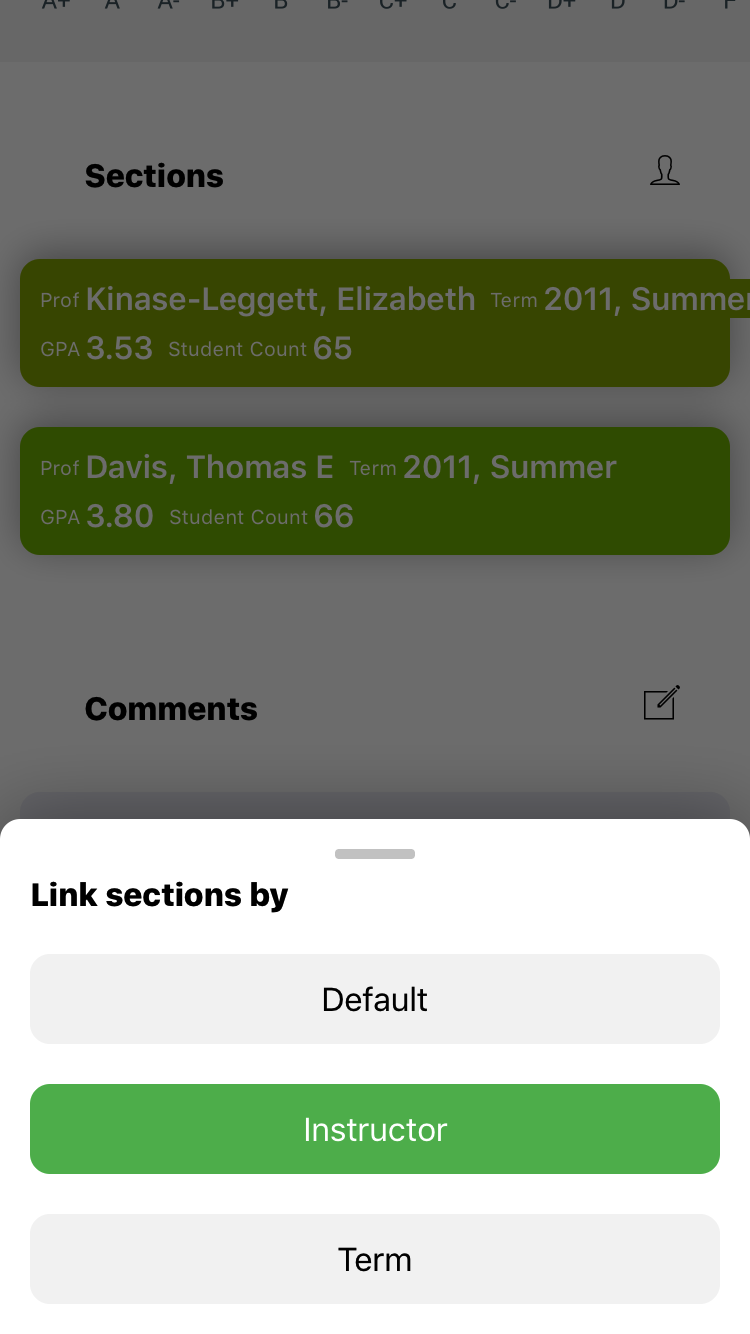 A+ A A- B+ B B- C+ C C- D+ D D- F
Sections
Prof Kinase-Leggett, Elizabeth Term 2011, Summer
GPA 3.53 Student Count 65
Prof Davis, Thomas E Term 2011, Summer
GPA 3.80 Student Count 66
Comments
Link sections by
Default
Instructor
Term